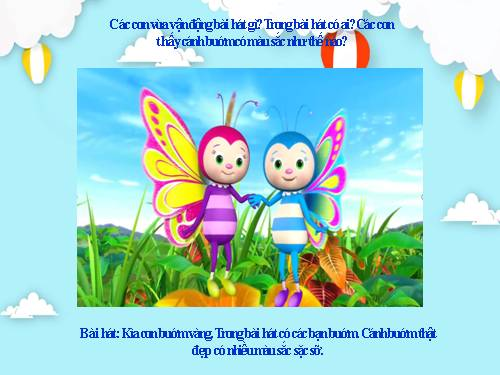 Các con vừa vận động bài hát gì? Trong bài hát có ai? Các con
thấy cánh bướm có màu sắc như thế nào?
Bài hát: Kìa con bướm vàng, Trong bài hát có các bạn bướm. Cánh bướm thật
đẹp có nhiều màu sắc sặc sỡ.